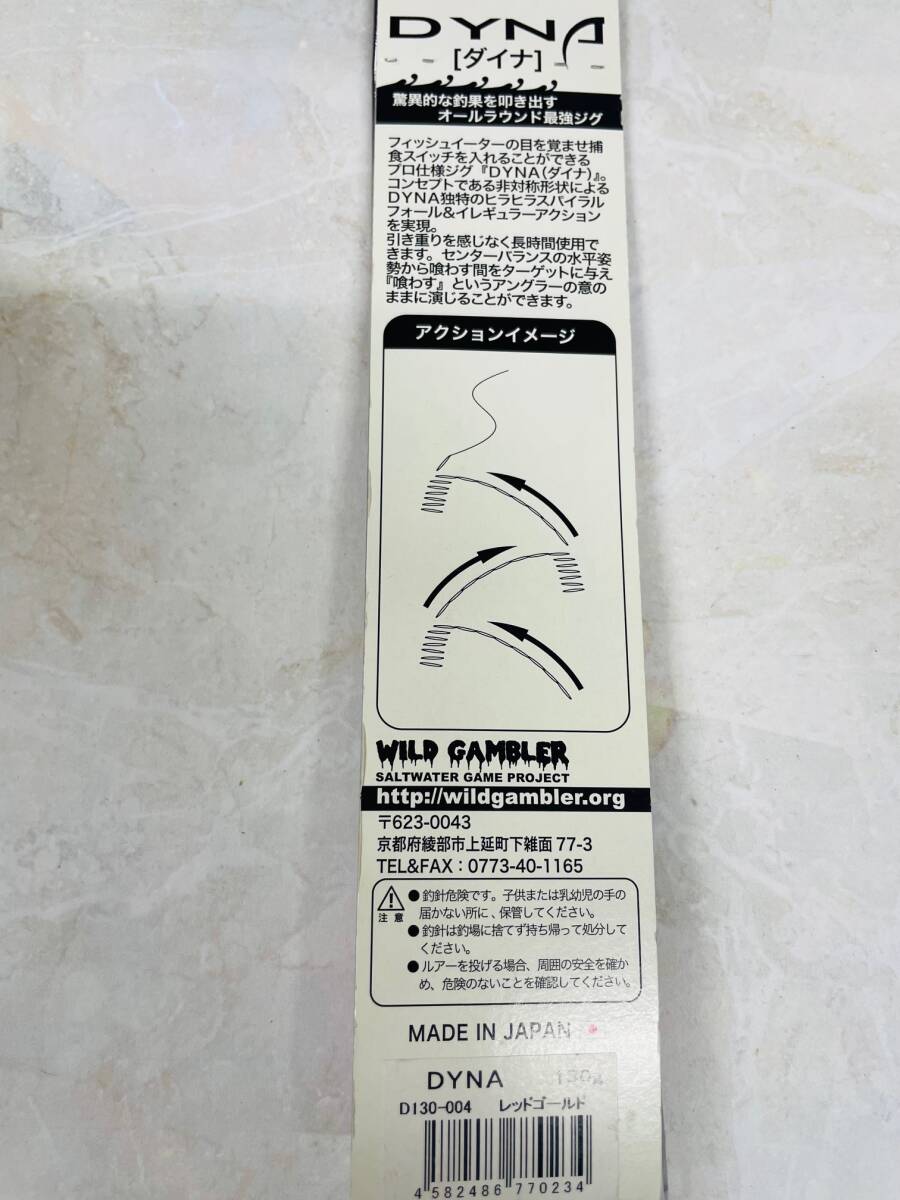 DYNA
[ダイナ]
驚異的な釣果を叩き出す
オールラウンド最強ジグ
フィッシュイーターの目を覚ませ捕
食スイッチを入れることができる
プロ仕様ジグ『DYNA(ダイナ)』。
コンセプトである非対称形状による
DYNA独特のヒラヒラスパイラル
フォール&イレギュラーアクション
を実現。
引き重りを感じなく長時間使用で
きます。センターバランスの水平姿
勢から喰わす間をターゲットに与え
『喰わす』というアングラーの意の
ままに演じることができます。
アクションイメージ
WILD GAMBLER
SALTWATER GAME PROJECT
http://wildgambler.org
〒623-0043
京都府綾部市上延町下雑面 77-3
TEL&FAX:0773-40-1165
注意
●釣針危険です。子供または乳幼児の手の
届かない所に、保管してください。
●釣針は釣場に捨てず持ち帰って処分して
ください。
●ルアーを投げる場合、周囲の安全を確か
め、危険のないことを確認してください。
MADE IN JAPAN
DYNA 130g
D130-004 レッドゴールド
4 582486 770234